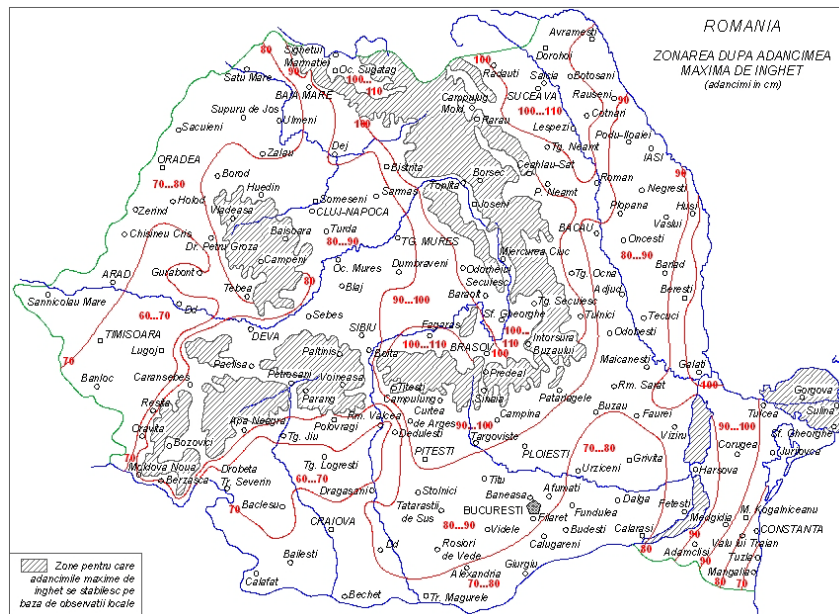 ROMANIA
ZONAREA DUPA ADANCIMEA
MAXIMA DE INGHET
(adancimi in cm)
Avramesti
Dorohoi
Sighetul
Marmatiei
80
Oc. Sugatag
100
Radauti
Satu Mare
90
100...
110
Salcia
Botosani
BAIA MARE
SUCEAVA
Rauseni
90
Supuru de Jos
Campulug
Mold.
100...110
Cotnari
Ulmeni
100
Rarau
Lespezi
Podu-Iloaiei
Sacuieni
Tg. Neamt
IASI
Zalau
Dej
Ceahlau-Sat
90
ORADEA
Bistrita
Borsec
Borod
Toplita
Roman
70...80
Huedin
Sarmas
P. Neamt
Negresti
Holod
Someseni
Joseni
Zerind
Vladeasa
CLUJ-NAPOCA
Plopana
Husi
Vaslui
Chisineu Cris
Turda
BACAU
Baisoara
80...90
TG. MURES
Oncesti
Dr. Petru Groza
80...90
Miercurea Ciuc
Campeni
Oc. Mures
Gurabont
Dumbraveni
Odorheiu
Secuiesc
Tg. Ocna
Barlad
ARAD
80
Blaj
Baraolt
Adjud
Beresti
Sannicolau Mare
Tebea
90...100
Tg. Secuiesc
60...70
Dd
Sebes
Sf. Gheorghe
Tulnici
Tecuci
TIMISOARA
DEVA
SIBIU
Fagaras
100...
110
Intorsura
Buzaului
Odobesti
Lugoj
Paltinis
Boita
100...110
BRASOV
100
70
Maicanesti
Galati
Banloc
Petrosani
Voineasa
Predeal
Caransebes
Titesti
Rm. Sarat
100
Gorgova
Parang
Campulung
Sinaia
Patarlagele
Sulina
Resita
Rm. Valcea
Curtea
de Arges
90...100
Campina
Buzau
Faurei
Tulcea
Apa Neagra
Polovragi
90...100
Oravita
Tg. Jiu
Dedulesti
Targoviste
Viziru
Corugea
Sf. Gheorghe
Bozovici
70...80
Jurilovca
70
PITESTI
PLOIESTI
Moldova Noua
Drobeta
Tr. Severin
Tg. Logresti
Urziceni
Grivita
Harsova
Berzasca
60...70
Dragasani
Stolnici
Titu
Afumati
M. Kogalniceanu
70
Baclesu
Tatarastii
de Sus
Baneasa
Dalga
Fetesti
Medgidia
BUCURESTI
Fundulea
CONSTANTA
CRAIOVA
80...90
Filaret
Valu lui Traian
Videle
Budesti
Calarasi
90
Rosiori
de Vede
Calugareni
80
Adamclisi
Tuzla
Dd
90
Bailesti
70...80
Mangalia
Alexandria
Giurgiu
80
70
Calafat
Bechet
Tr. Magurele
Zone pentru care
adancimile maxime de
inghet se stabilesc pe
baza de observatii locale